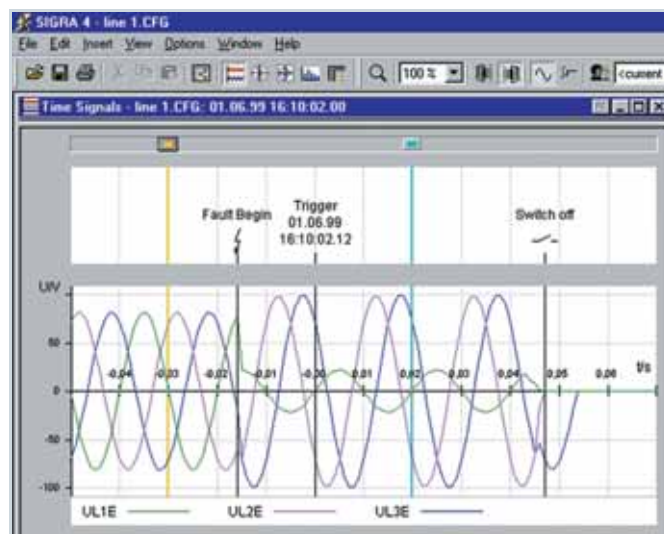 SIGRA 4 - line 1.CFG
File Edit Insert View Options Window Help
100 % <current
Time Signals - line 1.CFG: 01.06.99 16:10:02.00
Fault Begin
Trigger
01.06.99
16:10:02.12
Switch off
U/V
50
0
-50
-100
-0,04 -0,03 -0,02 -0,01 -0,00 0,01 0,02 0,03 0,04 0,05 0,06 t/s
UL1E UL2E UL3E